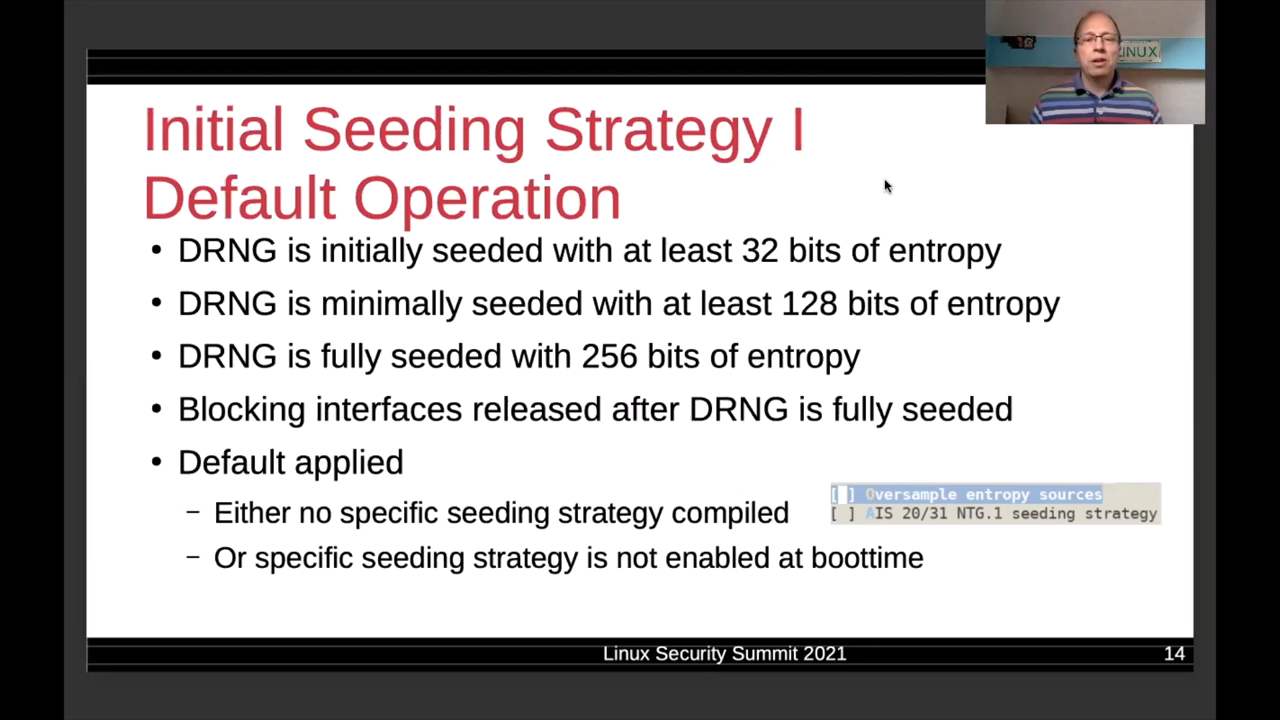 LINUX
Initial Seeding Strategy I
Default Operation
• DRNG is initially seeded with at least 32 bits of entropy
• DRNG is minimally seeded with at least 128 bits of entropy
• DRNG is fully seeded with 256 bits of entropy
• Blocking interfaces released after DRNG is fully seeded
• Default applied
– Either no specific seeding strategy compiled
[ ] Oversample entropy sources
[ ] AIS 20/31 NTG.1 seeding strategy
– Or specific seeding strategy is not enabled at boottime
Linux Security Summit 2021
14